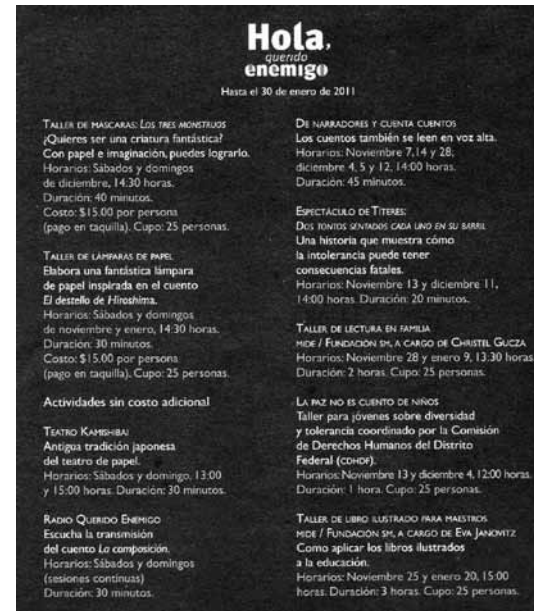 Hola,
querido
enemigo
Hasta el 30 de enero de 2011
TALLER DE MÁSCARAS: LOS TRES MONSTRUOS
¿Quieres ser una criatura fantástica?
Con papel e imaginación, puedes lograrlo.
Horarios: Sábados y domingos
de diciembre, 14:30 horas.
Duración: 40 minutos.
Costo: $15.00 por persona
(pago en taquilla). Cupo: 25 personas.
TALLER DE LÁMPARAS DE PAPEL
Elabora una fantástica lámpara
de papel inspirada en el cuento
El destello de Hiroshima.
Horarios: Sábados y domingos
de noviembre y enero, 14:30 horas.
Duración: 30 minutos.
Costo: $15.00 por persona
(pago en taquilla). Cupo: 25 personas.
Actividades sin costo adicional
TEATRO KAMISHIBAI
Antigua tradición japonesa
del teatro de papel.
Horarios: Sábados y domingo, 13:00
y 15:00 horas. Duración: 30 minutos.
RADIO QUERIDO ENEMIGO
Escucha la transmisión
del cuento La composición.
Horarios: Sábados y domingos
(sesiones continuas)
Duración: 30 minutos.
DE NARRADORES Y CUENTA CUENTOS
Los cuentos también se leen en voz alta.
Horarios: Noviembre 7, 14 y 28,
diciembre 4, 5 y 12, 14:00 horas.
Duración: 45 minutos.
ESPECTÁCULO DE TÍTERES:
DOS TONTOS SENTADOS CADA UNO EN SU BARRIL
Una historia que muestra cómo
la intolerancia puede tener
consecuencias fatales.
Horarios: Noviembre 13 y diciembre 11,
14:00 horas. Duración: 20 minutos.
TALLER DE LECTURA EN FAMILIA
MIDE / FUNDACIÓN SM, A CARGO DE CHRISTEL GUCZA
Horarios: Noviembre 28 y enero 9, 13:30 horas
Duración: 2 horas. Cupo: 25 personas.
LA PAZ NO ES CUENTO DE NIÑOS
Taller para jóvenes sobre diversidad
y tolerancia coordinado por la Comisión
de Derechos Humanos del Distrito
Federal (CDHDF).
Horarios: Noviembre 13 y diciembre 4, 12:00 horas.
Duración: 1 hora. Cupo: 25 personas.
TALLER DE LIBRO ILUSTRADO PARA MAESTROS
MIDE / FUNDACIÓN SM, A CARGO DE EVA JANOVITZ
Como aplicar los libros ilustrados
a la educación.
Horarios: Noviembre 25 y enero 20, 15:00
horas. Duración: 3 horas. Cupo: 25 personas.